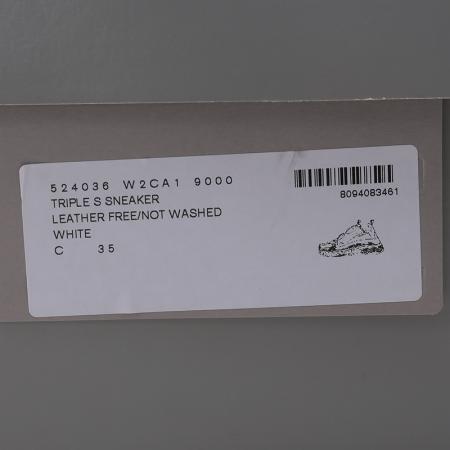 524036 W2CA1 9000
TRIPLE S SNEAKER
LEATHER FREE/NOT WASHED
WHITE
C 35
8094083461